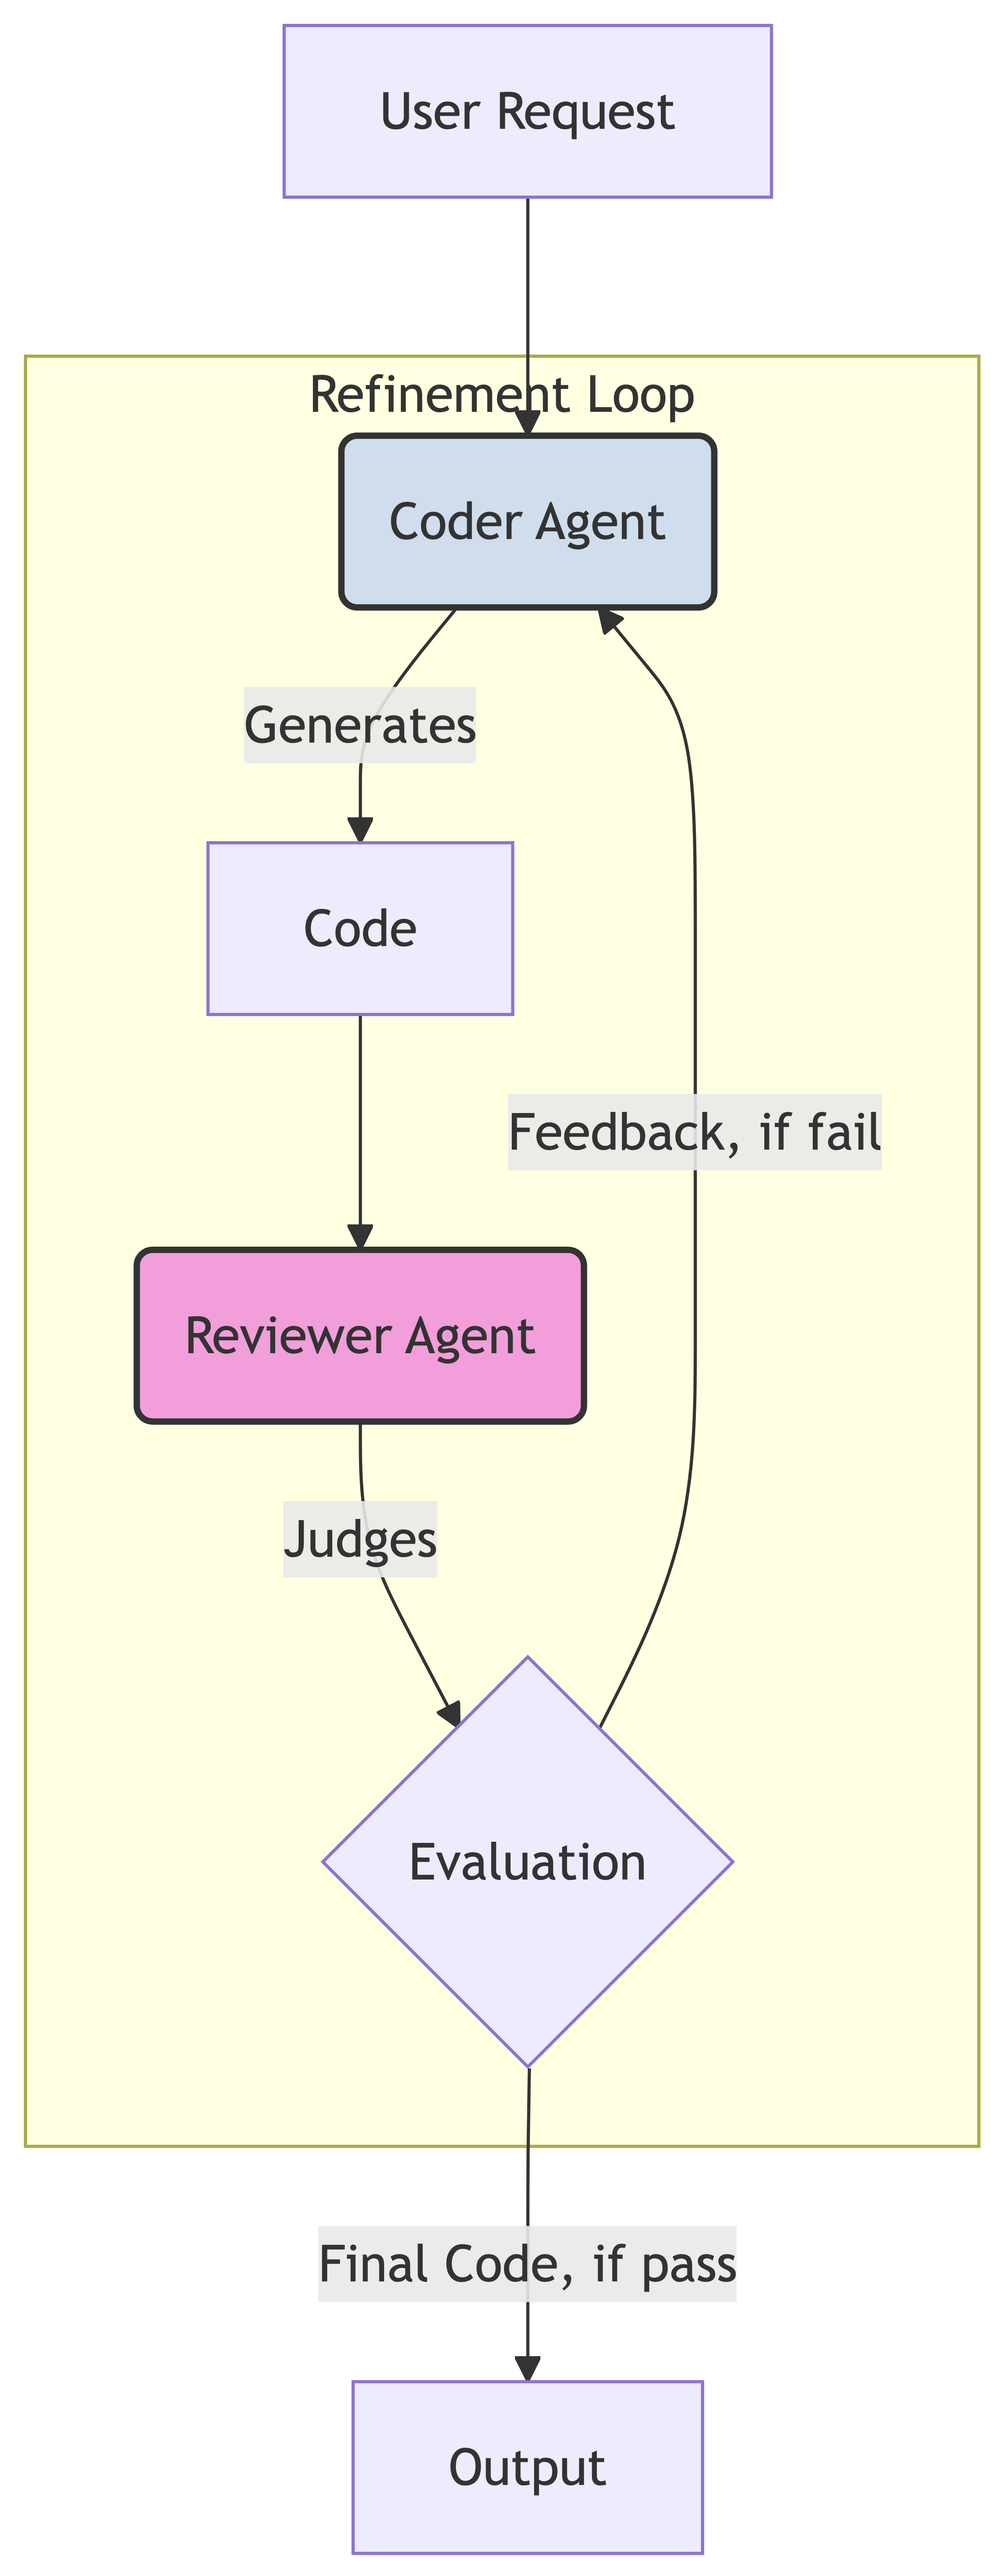 User Request
Refinement Loop
Coder Agent
Generates
Code
Feedback, if fail
Reviewer Agent
Judges
Evaluation
Final Code, if pass
Output